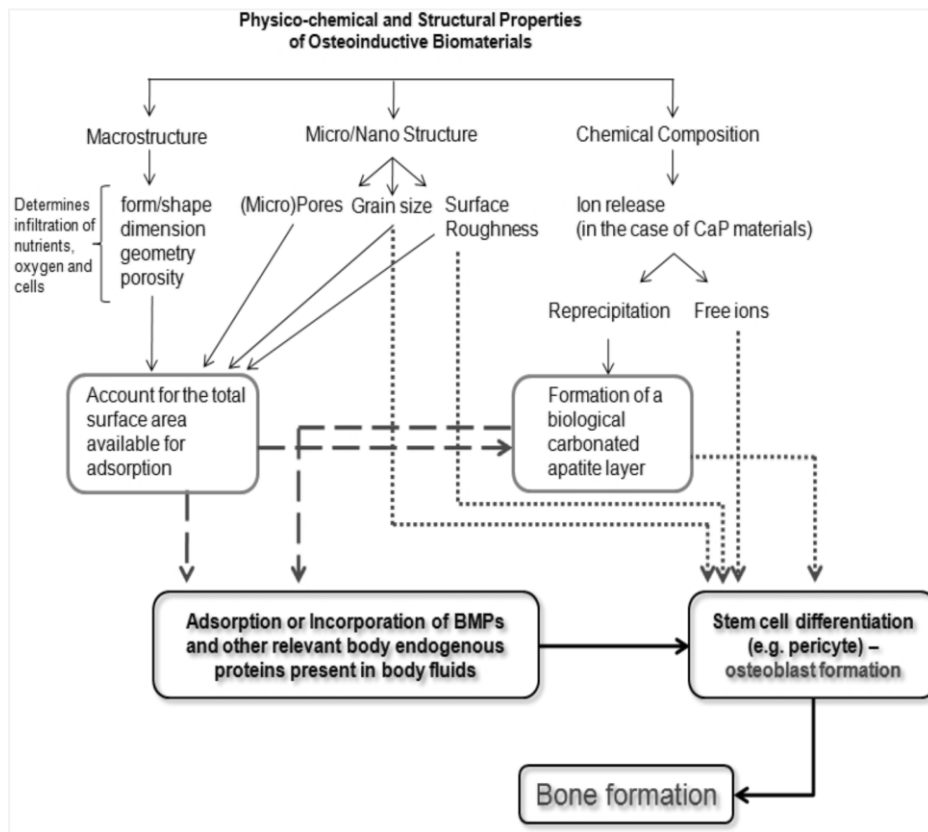 Physico-chemical and Structural Properties
of Osteoinductive Biomaterials
Macrostructure
Micro/Nano Structure
Chemical Composition
Determines
infiltration of
nutrients,
oxygen and
cells
form/shape
dimension
geometry
porosity
(Micro)Pores
Grain size
Surface
Roughness
Ion release
(in the case of CaP materials)
Reprecipitation
Free ions
Account for the total
surface area
available for
adsorption
Formation of a
biological
carbonated
apatite layer
Adsorption or Incorporation of BMPs
and other relevant body endogenous
proteins present in body fluids
Stem cell differentiation
(e.g. pericyte) –
osteoblast formation
Bone formation